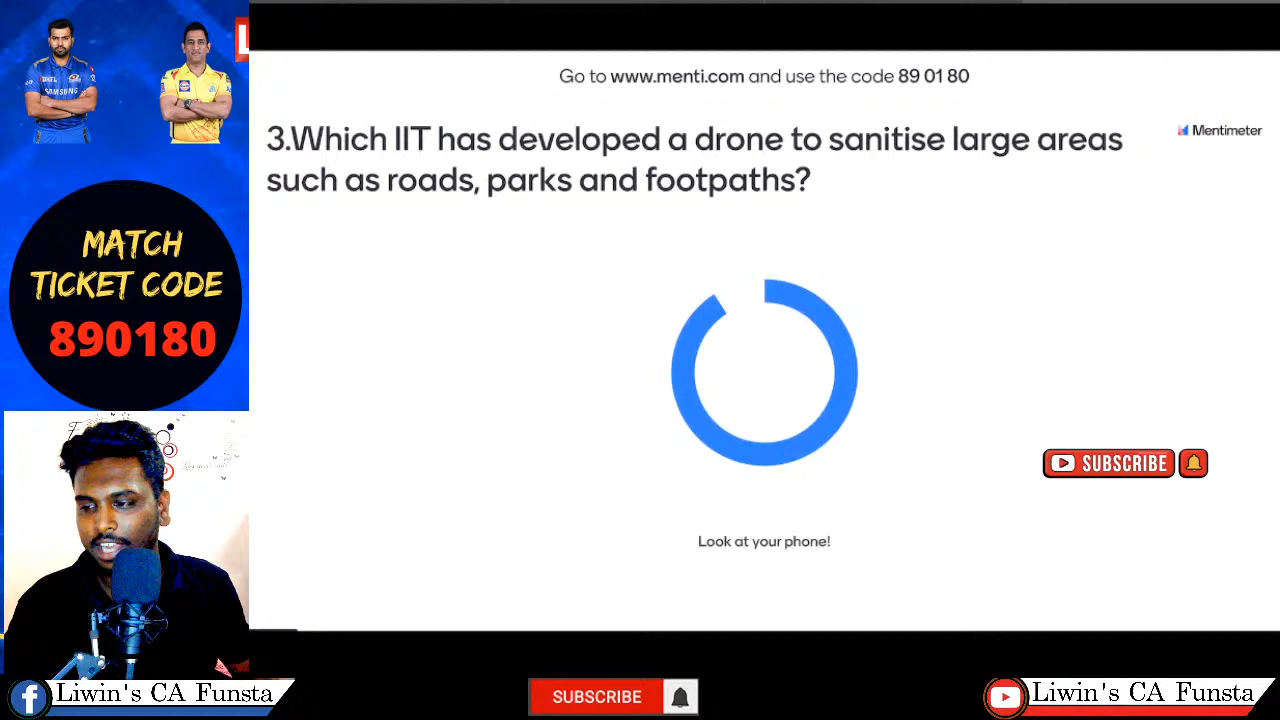 Go to www.menti.com and use the code 89 01 80
3.Which IIT has developed a drone to sanitise large areas
such as roads, parks and footpaths?
Mentimeter
MATCH
TICKET CODE
890180
SAMSUNG
SUBSCRIBE
Look at your phone!
Liwin's CA Funsta
SUBSCRIBE
Liwin's CA Funsta